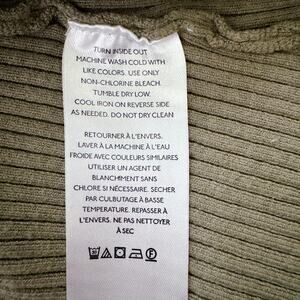 TURN INSIDE OUT
MACHINE WASH COLD WITH
LIKE COLORS. USE ONLY
NON-CHLORINE BLEACH.
TUMBLE DRY LOW.
COOL IRON ON REVERSE SIDE
AS NEEDED. DO NOT DRY CLEAN
RETOURNER À L'ENVERS.
LAVER À LA MACHINE À L'EAU
FROIDE AVEC COULEURS SIMILAIRES
UTILISER UN AGENT DE
BLANCHIMENT SANS
CHLORE SI NÉCESSAIRE. SECHER
PAR CULBUTAGE À BASSE
TEMPERATURE. REPASSER À
L'ENVERS. NE PAS NETTOYER
À SEC